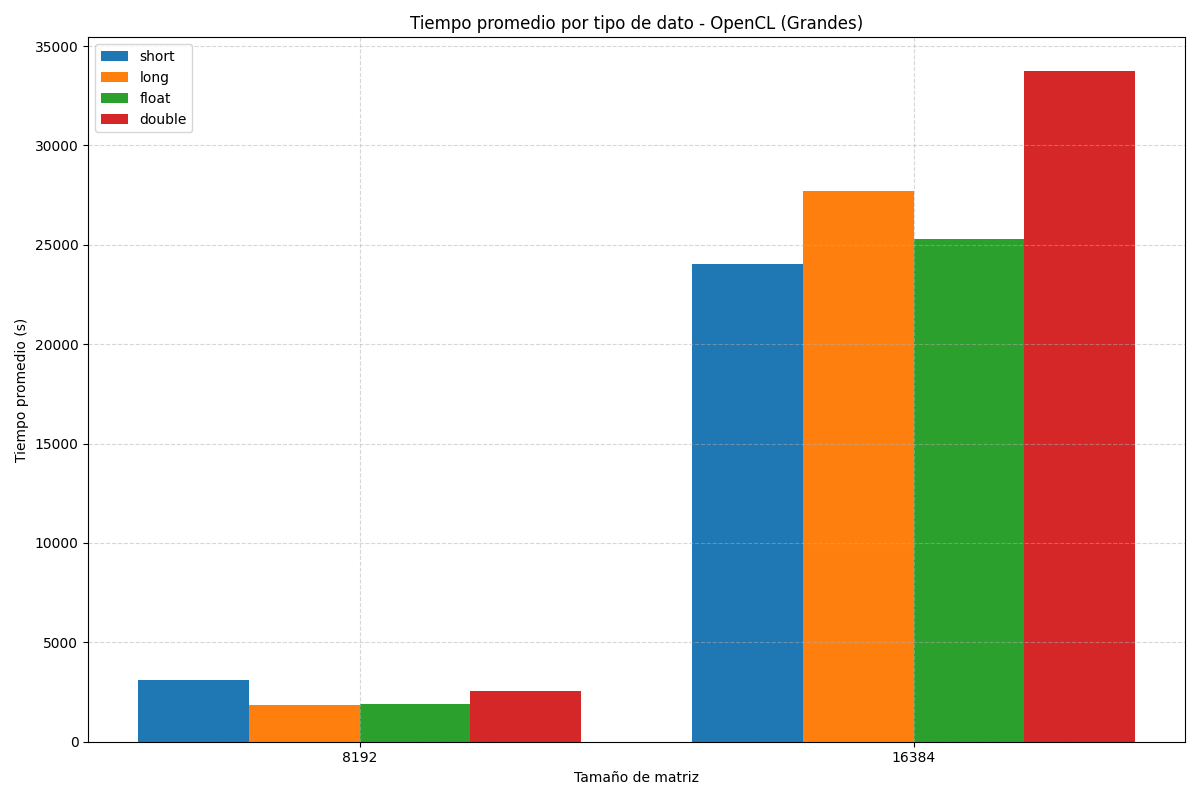 Tiempo promedio por tipo de dato - OpenCL (Grandes)
short
long
float
double
35000
30000
25000
20000
15000
10000
5000
0
Tiempo promedio (s)
8192
16384
Tamaño de matriz